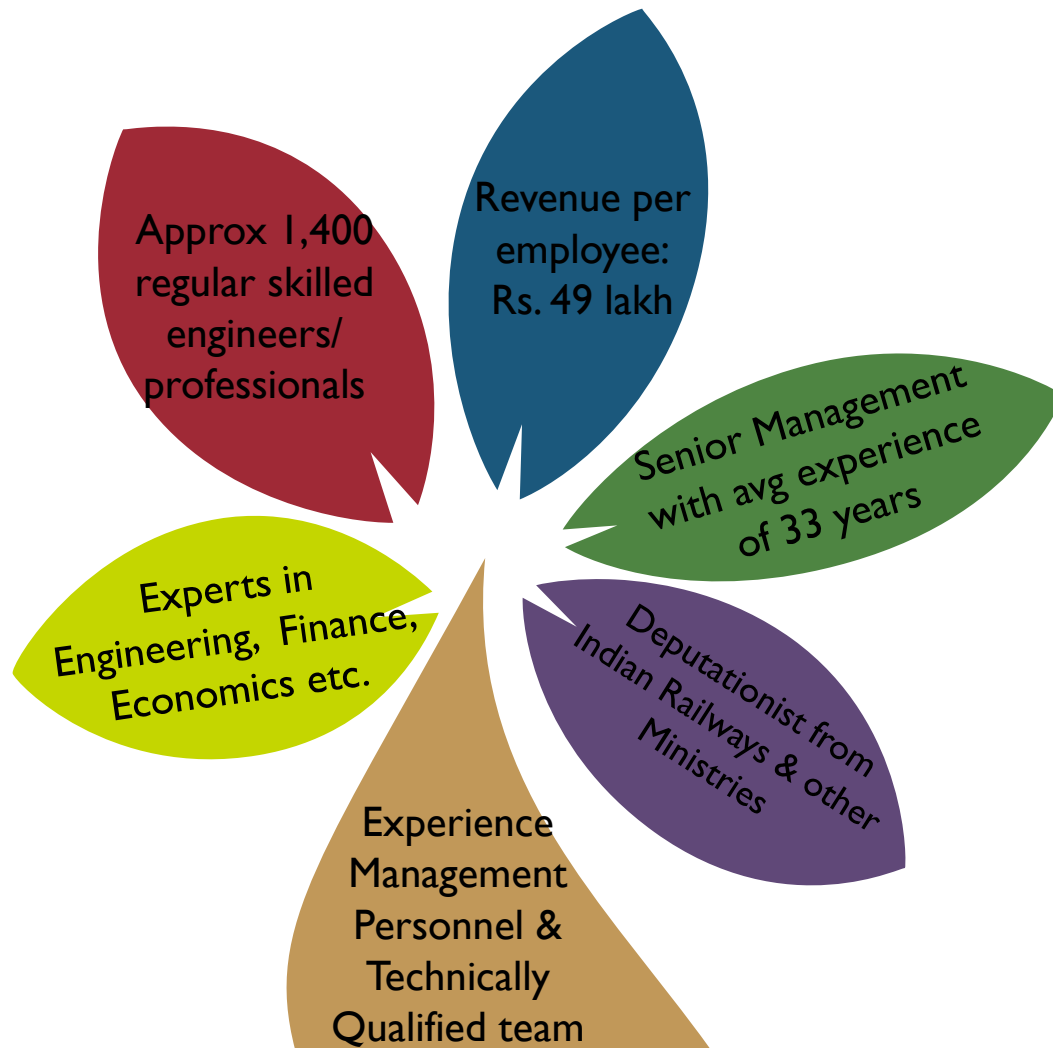 Approx 1,400
regular skilled
engineers/
professionals
Revenue per
employee:
Rs. 49 lakh
Senior Management
with avg experience
of 33 years
Experts in
Engineering, Finance,
Economics etc.
Deputationist from
Indian Railways & other
Ministries
Experience
Management
Personnel &
Technically
Qualified team